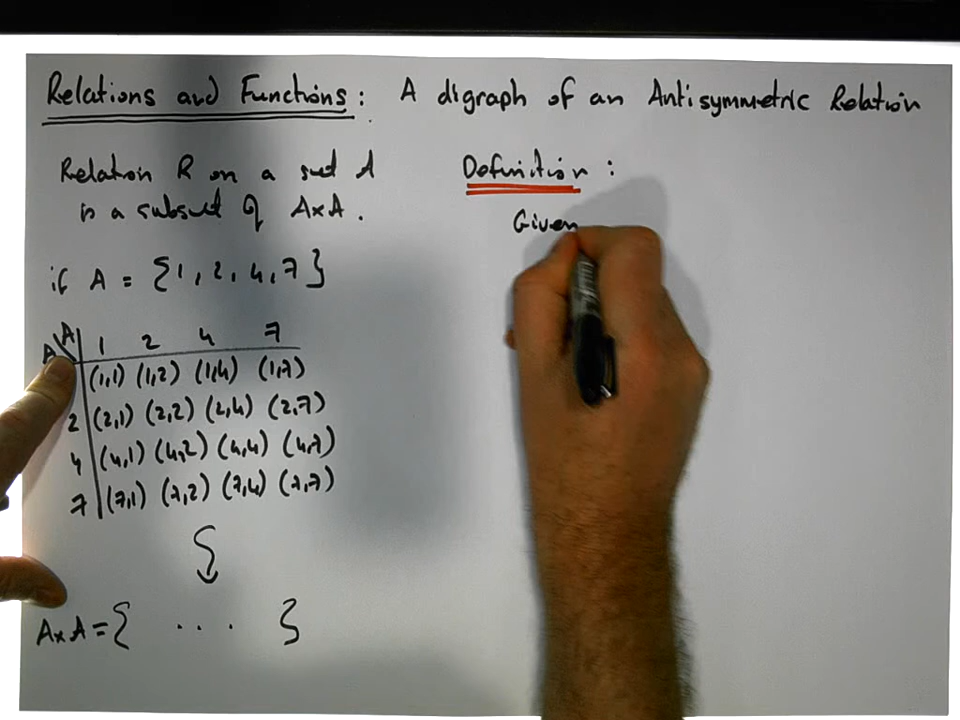 Relations and Functions : A digraph of an Antisymmetric Relation
Relation R on a set A
is a subset of A×A .
if A = {1, 2, 4, 7}
A\A 1 2 4 7
(1,1) (1,2) (1,4) (1,7)
2 (2,1) (2,2) (2,4) (2,7)
4 (4,1) (4,2) (4,4) (4,7)
7 (7,1) (7,2) (7,4) (7,7)
A×A = { . . . }
Definition :
Given